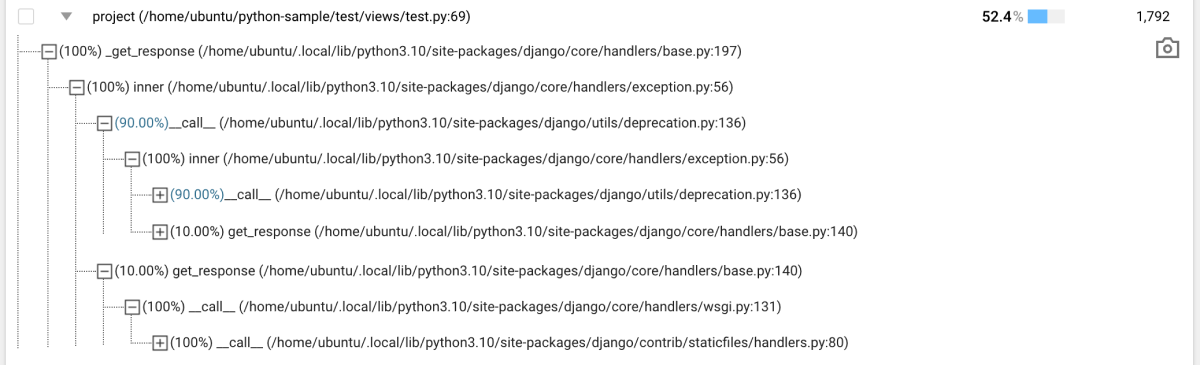 project (/home/ubuntu/python-sample/test/views/test.py:69) 52.4% 1,792
(100%) _get_response (/home/ubuntu/.local/lib/python3.10/site-packages/django/core/handlers/base.py:197)
(100%) inner (/home/ubuntu/.local/lib/python3.10/site-packages/django/core/handlers/exception.py:56)
(90.00%)__call__ (/home/ubuntu/.local/lib/python3.10/site-packages/django/utils/deprecation.py:136)
(100%) inner (/home/ubuntu/.local/lib/python3.10/site-packages/django/core/handlers/exception.py:56)
(90.00%)__call__ (/home/ubuntu/.local/lib/python3.10/site-packages/django/utils/deprecation.py:136)
(10.00%) get_response (/home/ubuntu/.local/lib/python3.10/site-packages/django/core/handlers/base.py:140)
(10.00%) get_response (/home/ubuntu/.local/lib/python3.10/site-packages/django/core/handlers/base.py:140)
(100%) __call__ (/home/ubuntu/.local/lib/python3.10/site-packages/django/core/handlers/wsgi.py:131)
(100%) __call__ (/home/ubuntu/.local/lib/python3.10/site-packages/django/contrib/staticfiles/handlers.py:80)